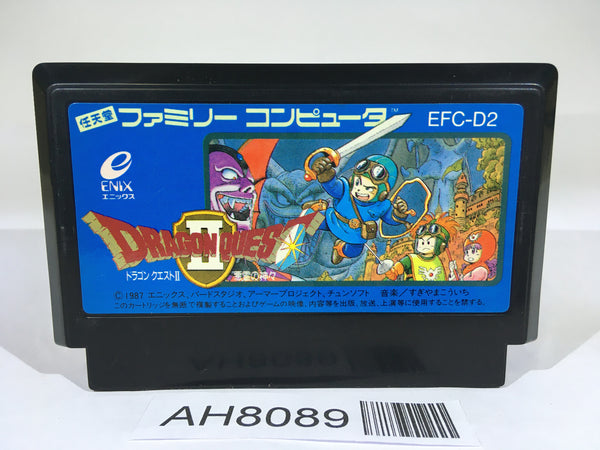 任天堂 ファミリー コンピュータ™ EFC-D2
ENIX
エニックス
DRAGON QUEST
II
ドラゴンクエストII 悪霊の神々
© 1987 エニックス、バードスタジオ、アーマープロジェクト、チュンソフト 音楽/すぎやまこういち
このカートリッジを無断で複製することおよびゲームの映像、内容等を出版、放送、上演等に使用することを禁する。
AH8089